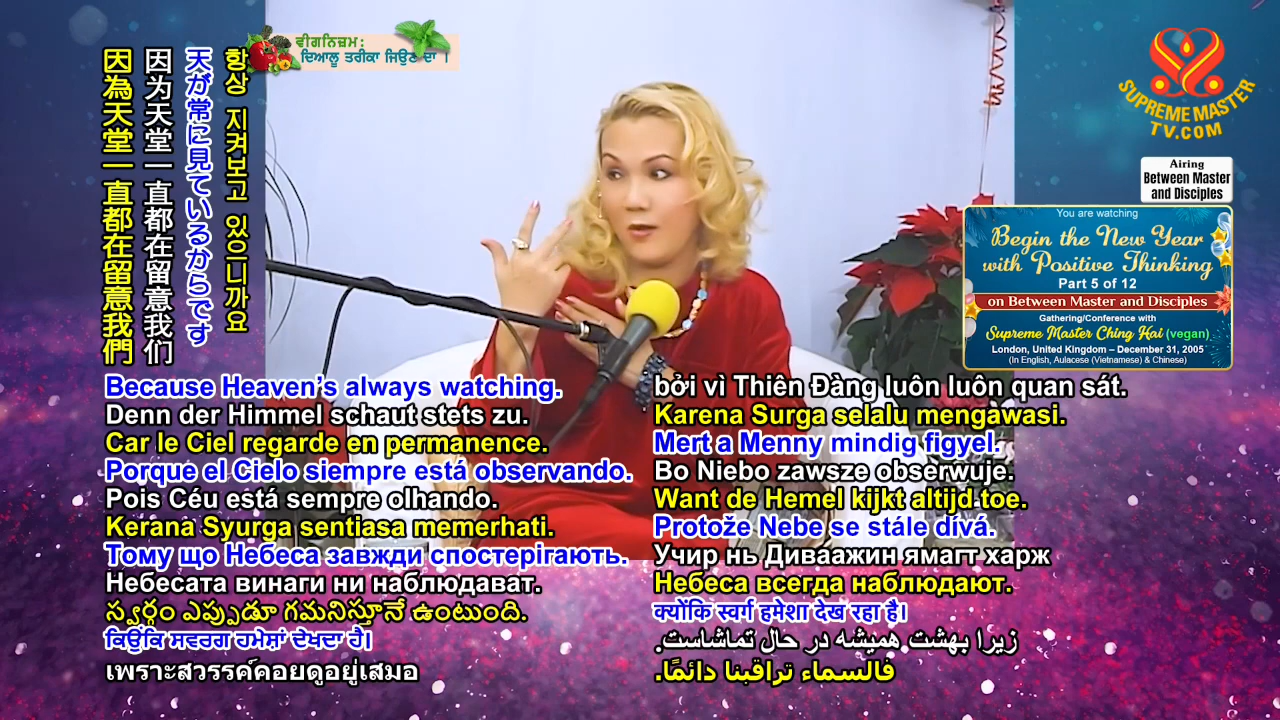 ਵੀਗਨਿਜ਼ਮ:
ਦਿਆਲੂ ਤਰੀਕਾ ਜਿਉਣ ਦਾ ।
항상 지켜보고 있으니까요
天が常に見ているからです
因为天堂一直都在留意我们
因為天堂一直都在留意我們
SUPREME MASTER
TV.COM
Airing
Between Master
and Disciples
You are watching
Begin the New Year
with Positive Thinking
Part 5 of 12
on Between Master and Disciples
Gathering/Conference with
Supreme Master Ching Hai (vegan)
London, United Kingdom – December 31, 2005
(In English, Aulacese (Vietnamese) & Chinese)
Because Heaven’s always watching.
Denn der Himmel schaut stets zu.
Car le Ciel regarde en permanence.
Porque el Cielo siempre está observando.
Pois Céu está sempre olhando.
Kerana Syurga sentiasa memerhati.
Тому що Небеса завжди спостерігають.
Небесата винаги ни наблюдават.
స్వర్గం ఎప్పుడూ గమనిస్తూనే ఉంటుంది.
ਕਿਉਂਕਿ ਸਵਰਗ ਹਮੇਸ਼ਾਂ ਦੇਖਦਾ ਹੈ।
เพราะสวรรค์คอยดูอยู่เสมอ
bởi vì Thiên Đàng luôn luôn quan sát.
Karena Surga selalu mengawasi.
Mert a Menny mindig figyel.
Bo Niebo zawsze obserwuje.
Want de Hemel kijkt altijd toe.
Protože Nebe se stále dívá.
Учир нь Диваажин ямагт харж
Небеса всегда наблюдают.
क्योंकि स्वर्ग हमेशा देख रहा है।
زیرا بهشت همیشه در حال تماشاست.
فالسماء تراقبنا دائمًا.